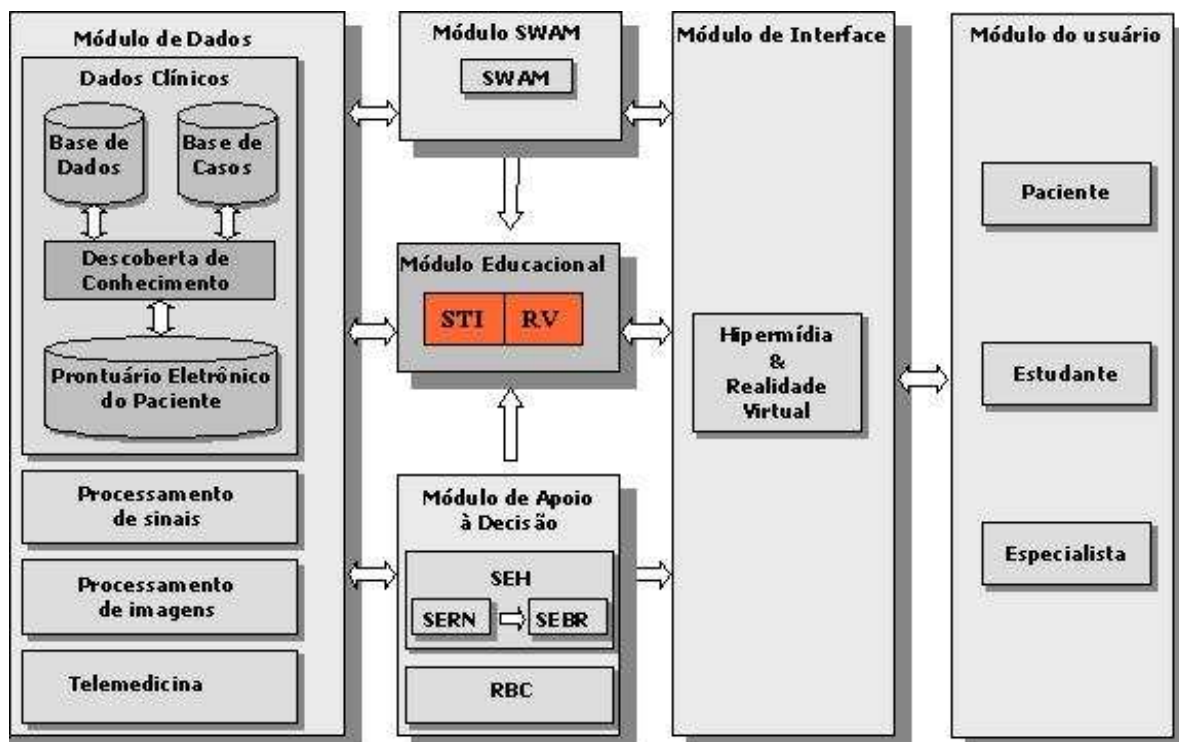 Módulo de Dados
Dados Clínicos
Base de
Dados
Base de
Casos
Descoberta de
Conhecimento
Prontuário Eletrônico
do Paciente
Processamento
de sinais
Processamento
de imagens
Telemedicina
Módulo SWAM
SWAM
Módulo Educacional
STI
RV
Módulo de Apoio
à Decisão
SEH
SERN
SEBR
RBC
Módulo de Interface
Hipermídia
&
Realidade
Virtual
Módulo do usuário
Paciente
Estudante
Especialista